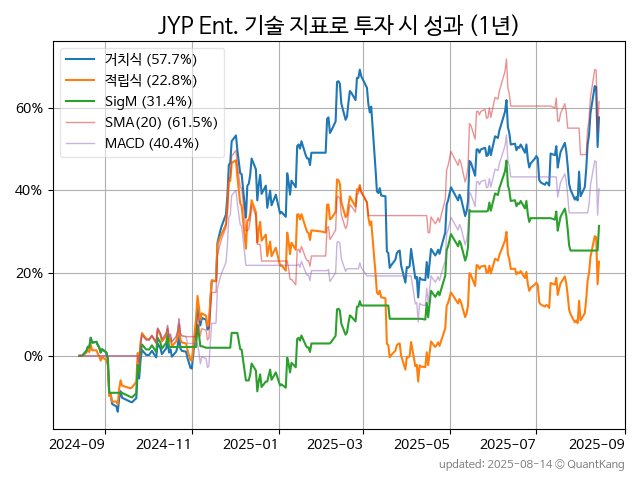 JYP Ent. 기술 지표로 투자 시 성과 (1년)
거치식 (57.7%)
적립식 (22.8%)
SigM (31.4%)
SMA(20) (61.5%)
MACD (40.4%)
60%
40%
20%
0%
2024-09 2024-11 2025-01 2025-03 2025-05 2025-07 2025-09
updated: 2025-08-14 © QuantKang